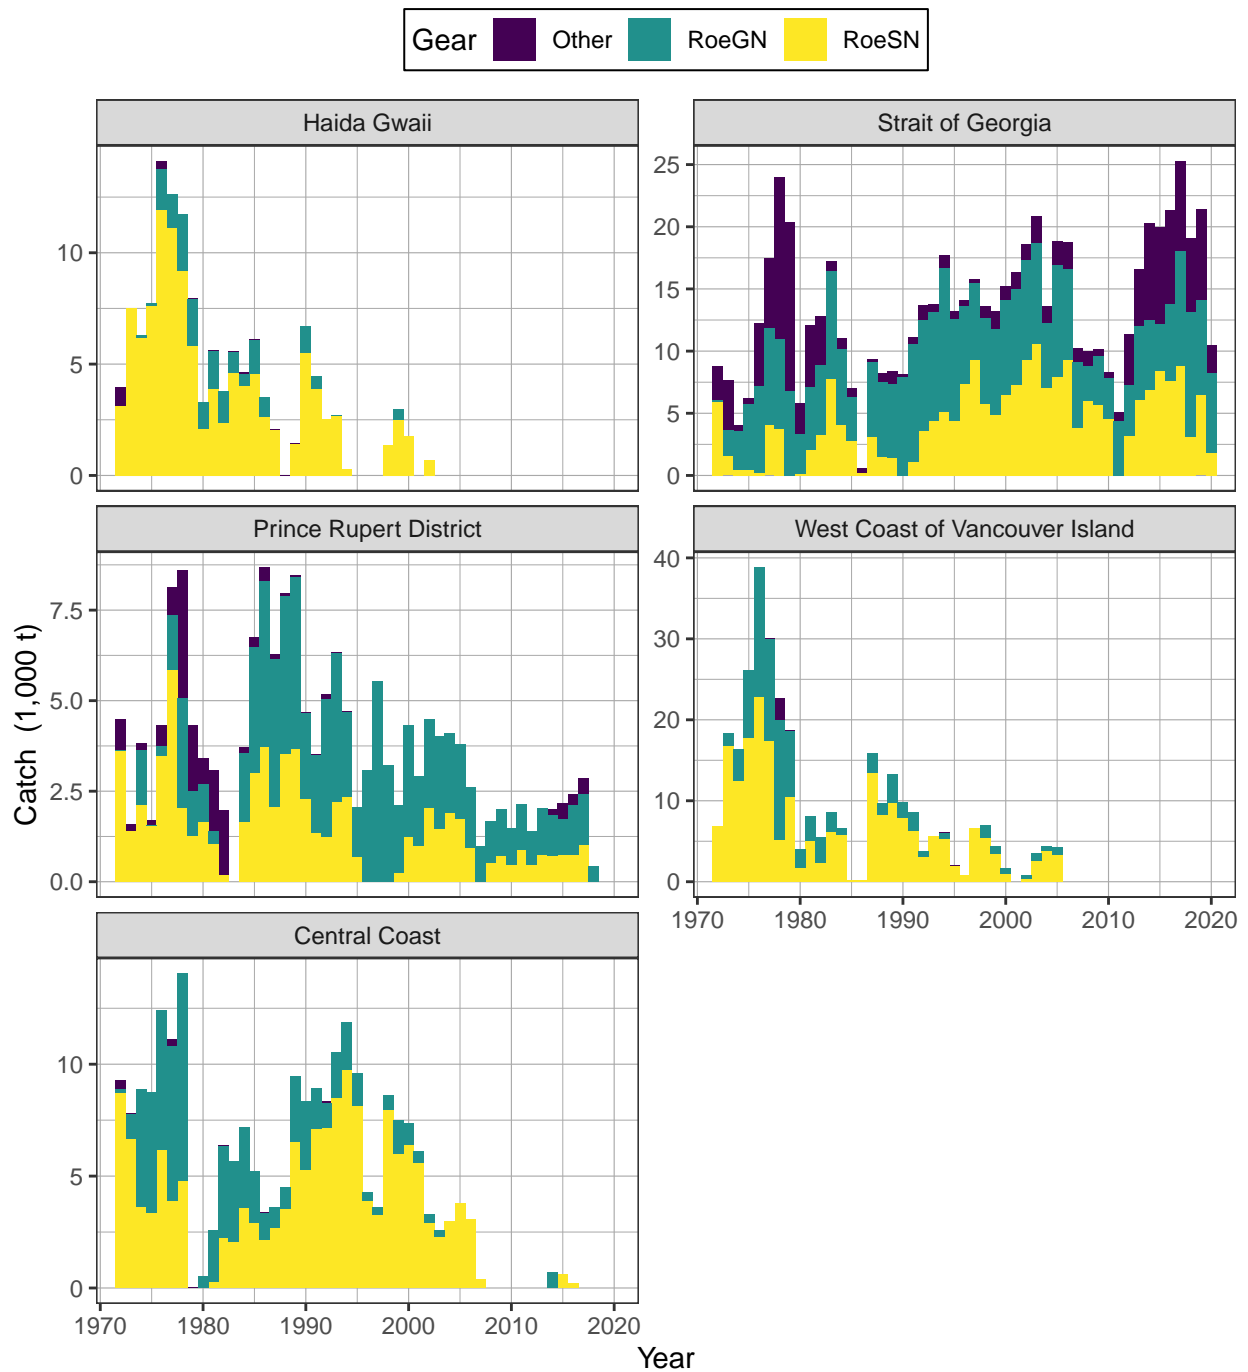 Gear Other RoeGN RoeSN
Haida Gwaii
10
5
0
Strait of Georgia
25
20
15
10
5
0
Prince Rupert District
7.5
5.0
2.5
0.0
West Coast of Vancouver Island
40
30
20
10
0
1970 1980 1990 2000 2010 2020
Central Coast
10
5
0
1970 1980 1990 2000 2010 2020
Catch (1,000 t)
Year